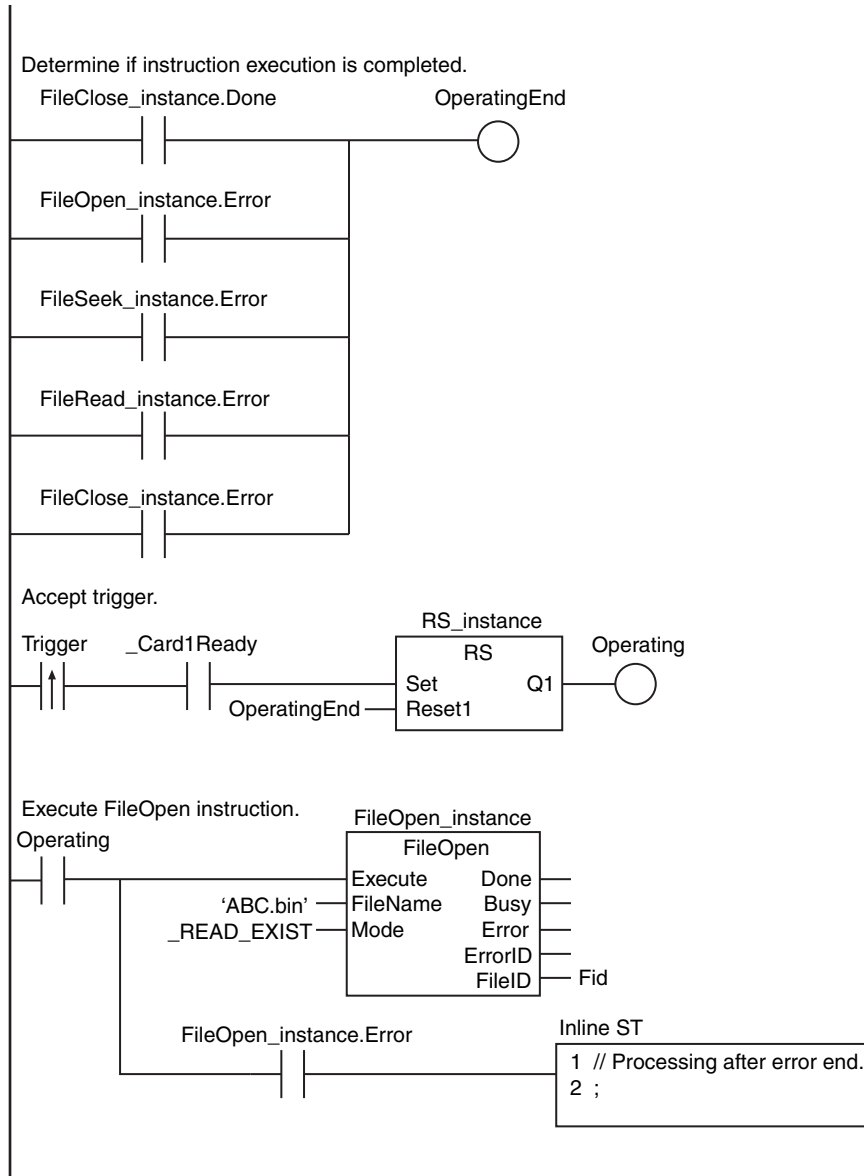 Determine if instruction execution is completed.
FileClose_instance.Done
OperatingEnd
FileOpen_instance.Error
FileSeek_instance.Error
FileRead_instance.Error
FileClose_instance.Error
Accept trigger.
Trigger
_Card1Ready
RS_instance
RS
Operating
Set
Q1
OperatingEnd
Reset1
Execute FileOpen instruction.
Operating
FileOpen_instance
FileOpen
Execute
Done
‘ABC.bin’
FileName
Busy
_READ_EXIST
Mode
Error
ErrorID
FileID
Fid
FileOpen_instance.Error
Inline ST
1 // Processing after error end.
2 ;